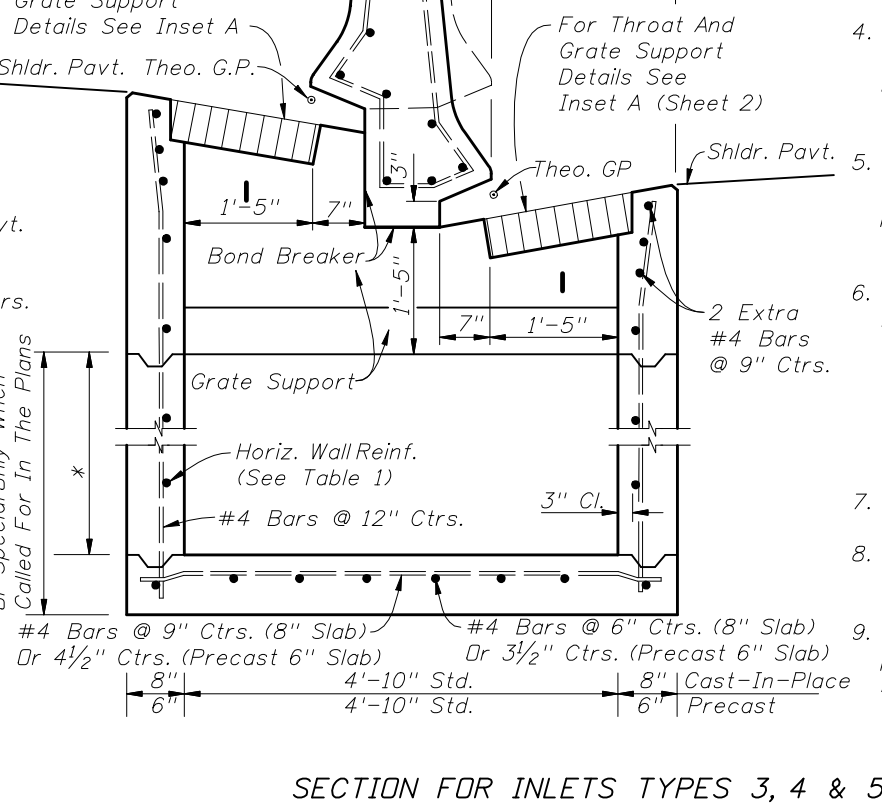 Grate Support
Details See Inset A
Shldr. Pavt. Theo. G.P.
For Throat And
Grate Support
Details See
Inset A (Sheet 2)
4.
3"
Theo. GP
Shldr. Pavt.
5.
1'-5"
7"
vt.
Bond Breaker
1'-5"
rs.
7"
1'-5"
6.
2 Extra
#4 Bars
@ 9" Ctrs.
Grate Support
Called For In The Plans
*
Horiz. Wall Reinf.
(See Table 1)
#4 Bars @ 12" Ctrs.
3" Cl.
7.
8.
#4 Bars @ 9" Ctrs. (8" Slab)
Or 4½" Ctrs. (Precast 6" Slab)
#4 Bars @ 6" Ctrs. (8" Slab)
Or 3½" Ctrs. (Precast 6" Slab)
9.
8" 4'-10" Std. 8" Cast-In-Place
6" 4'-10" Std. 6" Precast
SECTION FOR INLETS TYPES 3, 4 & 5